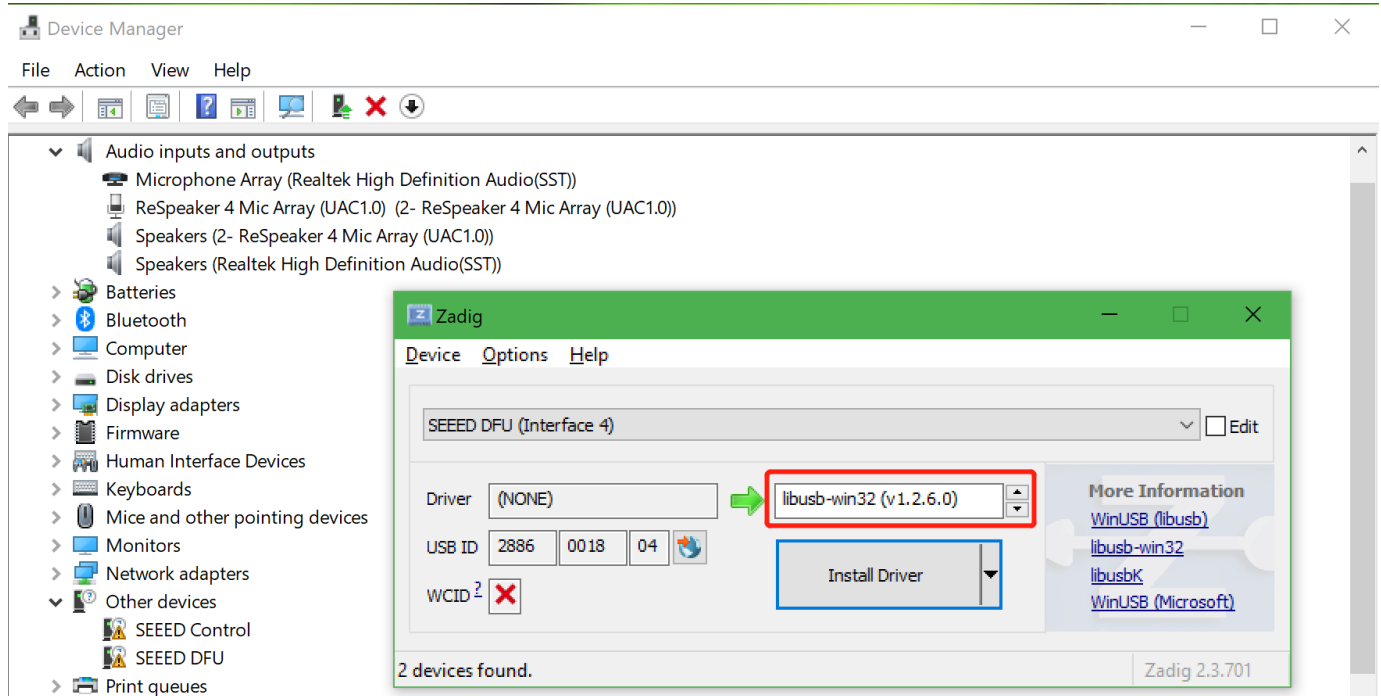 Device Manager
File Action View Help
Audio inputs and outputs
Microphone Array (Realtek High Definition Audio(SST))
ReSpeaker 4 Mic Array (UAC1.0) (2- ReSpeaker 4 Mic Array (UAC1.0))
Speakers (2- ReSpeaker 4 Mic Array (UAC1.0))
Speakers (Realtek High Definition Audio(SST))
Batteries
Bluetooth
Computer
Disk drives
Display adapters
Firmware
Human Interface Devices
Keyboards
Mice and other pointing devices
Monitors
Network adapters
Other devices
SEEED Control
SEEED DFU
Print queues
Zadig
Device Options Help
SEEED DFU (Interface 4)
Edit
Driver (NONE) libusb-win32 (v1.2.6.0)
USB ID 2886 0018 04
WCID ?
Install Driver
More Information
WinUSB (libusb)
libusb-win32
libusbK
WinUSB (Microsoft)
2 devices found.
Zadig 2.3.701